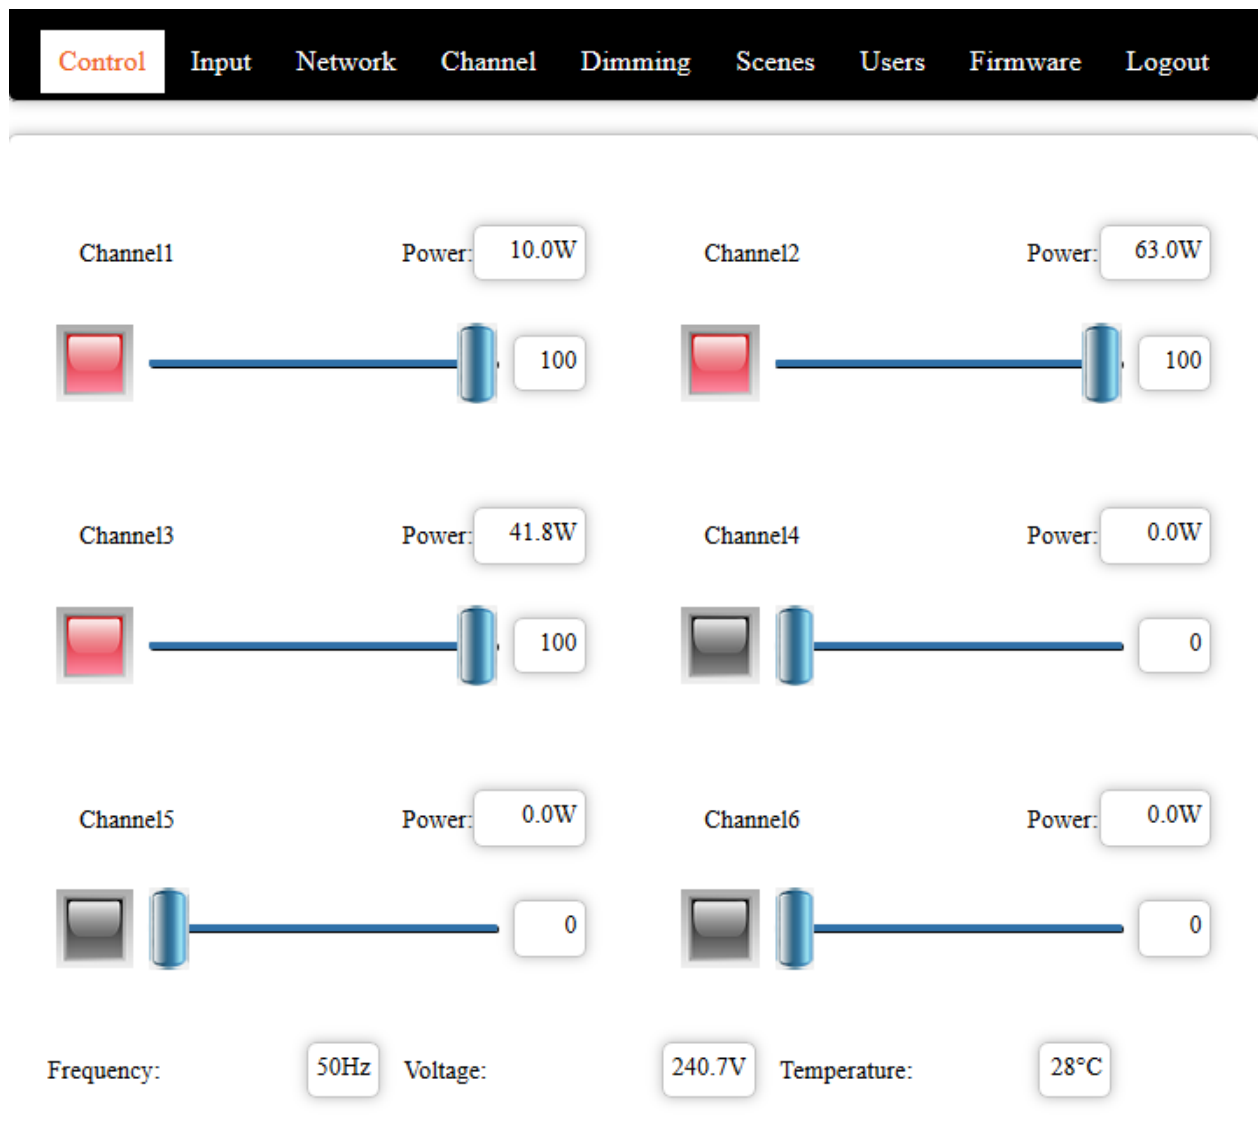 Control Input Network Channel Dimming Scenes Users Firmware Logout
Channel1 Power: 10.0W Channel2 Power: 63.0W
100 100
Channel3 Power: 41.8W Channel4 Power: 0.0W
100 0
Channel5 Power: 0.0W Channel6 Power: 0.0W
0 0
Frequency: 50Hz Voltage: 240.7V Temperature: 28°C